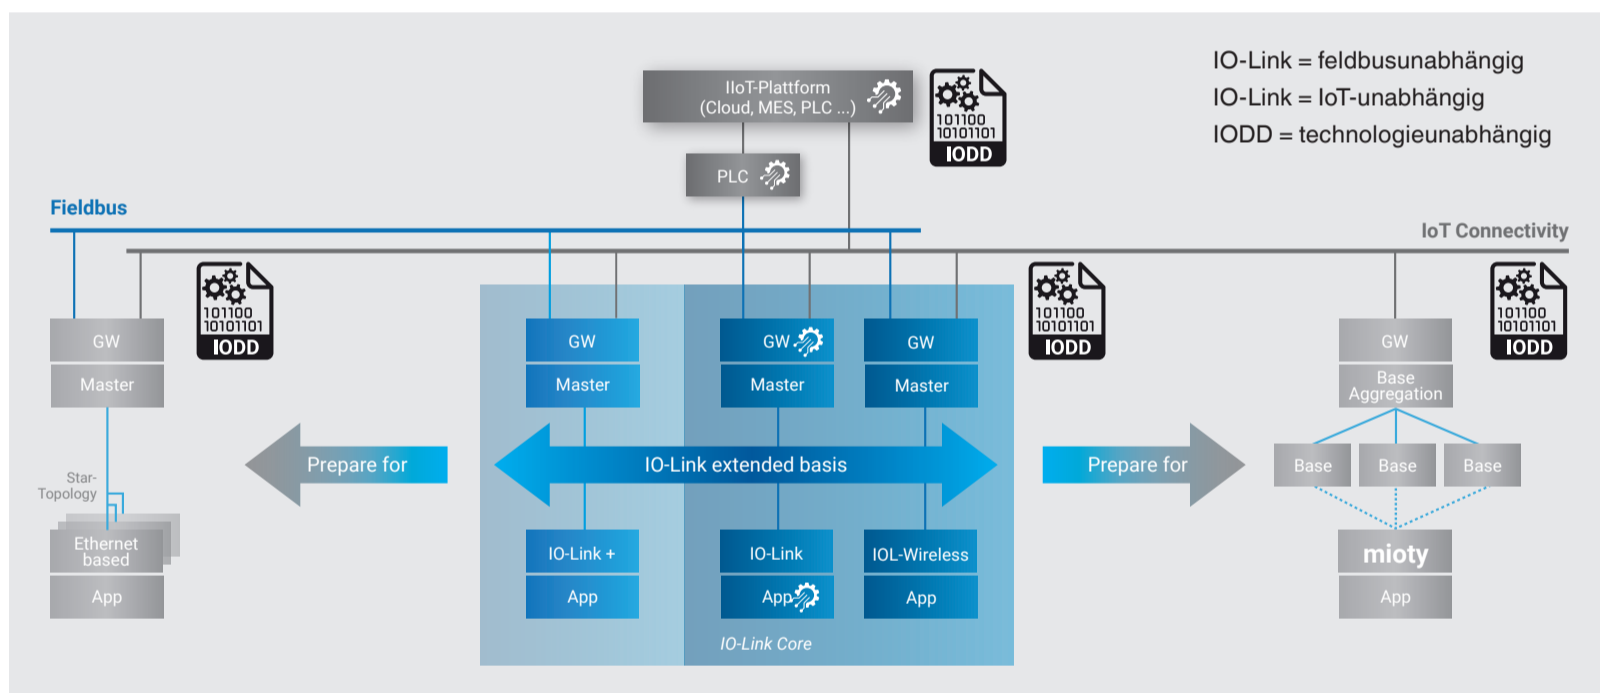 IO-Link = feldbusunabhängig
IO-Link = IoT-unabhängig
IODD = technologieunabhängig
IIoT-Plattform
(Cloud, MES, PLC ...)
101100
10101101
IODD
PLC
Fieldbus
IoT Connectivity
101100
10101101
IODD
101100
10101101
IODD
101100
10101101
IODD
GW
Master
GW
Master
GW
Master
GW
Master
GW
Base
Aggregation
Prepare for
IO-Link extended basis
Prepare for
Base
Base
Base
Star-
Topology
Ethernet
based
App
IO-Link +
App
IO-Link
App
IOL-Wireless
App
mioty
App
IO-Link Core